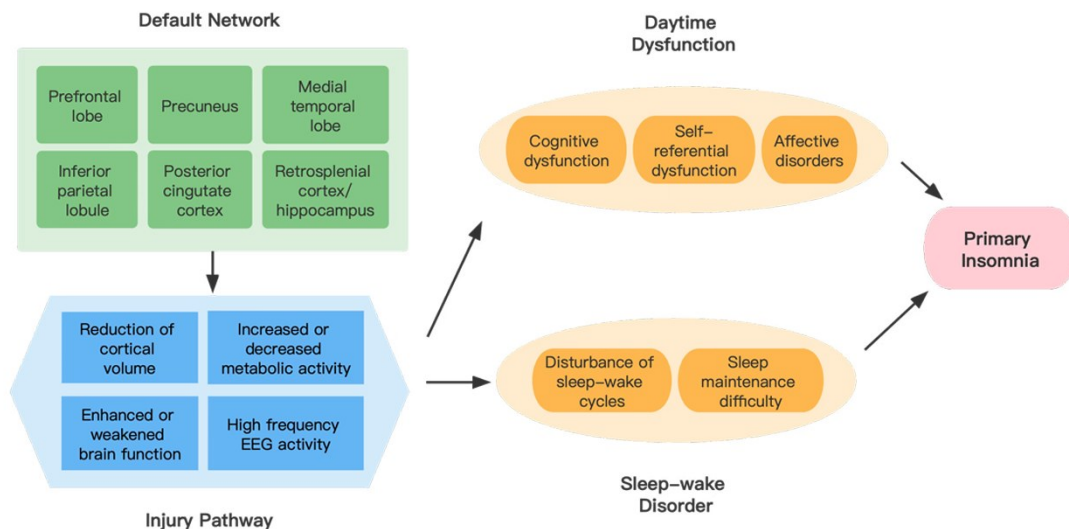 Default Network
Prefrontal
lobe
Precuneus
Medial
temporal
lobe
Inferior
parietal
lobule
Posterior
cingutate
cortex
Retrosplenial
cortex/
hippocampus
Reduction of
cortical
volume
Increased or
decreased
metabolic activity
Enhanced or
weakened
brain function
High frequency
EEG activity
Injury Pathway
Daytime
Dysfunction
Cognitive
dysfunction
Self-
referential
dysfunction
Affective
disorders
Disturbance of
sleep-wake
cycles
Sleep
maintenance
difficulty
Sleep-wake
Disorder
Primary
Insomnia